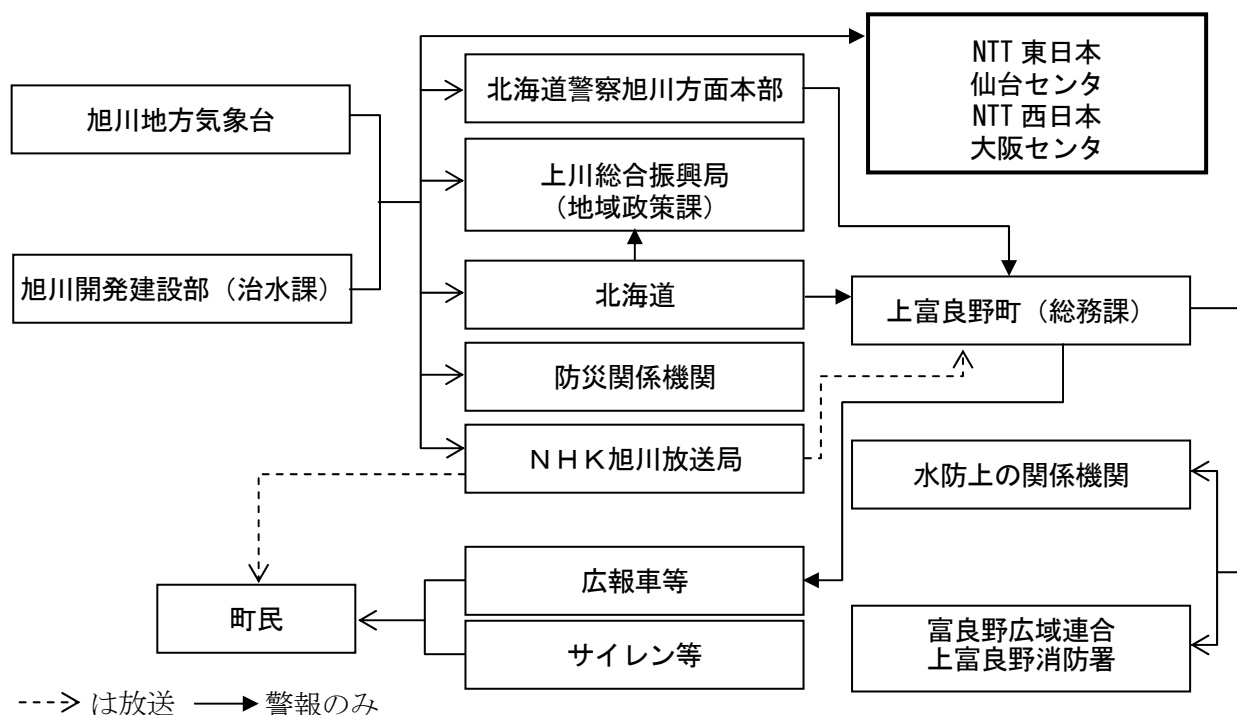 NTT 東日本
仙台センタ
NTT 西日本
大阪センタ
北海道警察旭川方面本部
旭川地方気象台
上川総合振興局
（地域政策課）
旭川開発建設部（治水課）
北海道
上富良野町（総務課）
防災関係機関
ＮＨＫ旭川放送局
水防上の関係機関
広報車等
町民
サイレン等
富良野広域連合
上富良野消防署
は放送 警報のみ